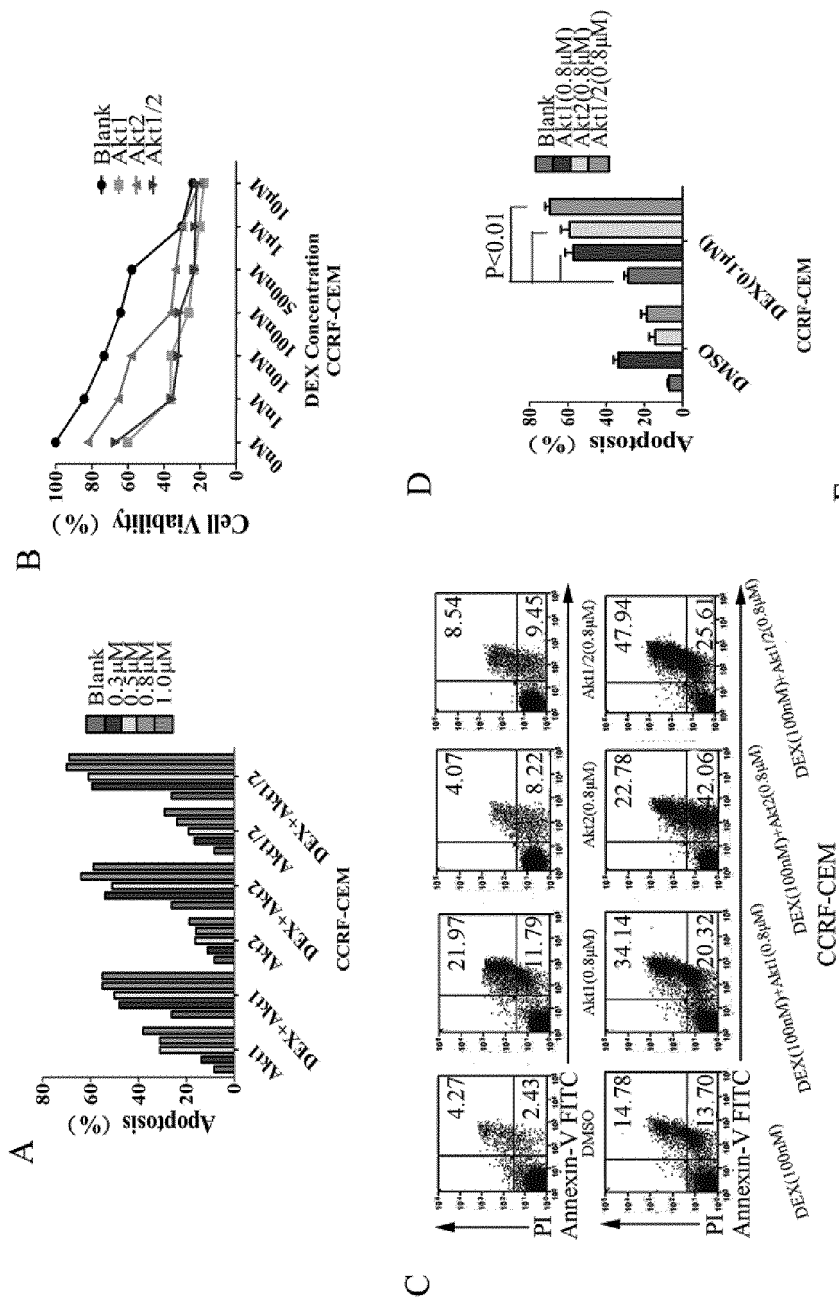 A
Apoptosis
( % )
80
60
40
20
0
Akt1
DEX+Akt1
Akt2
DEX+Akt2
Akt1/2
DEX+Akt1/2
CCRF-CEM
Blank
0.3μM
0.5μM
0.8μM
1.0μM
B
Cell Viability
( % )
100
80
60
40
20
0
0nM
1nM
10nM
100nM
500nM
1μM
10μM
DEX Concentration
CCRF-CEM
Blank
Akt1
Akt2
Akt1/2
C
4.27
2.43
21.97
11.79
4.07
8.22
8.54
9.45
PI
Annexin-V FITC
DMSO
Akt1(0.8μM)
Akt2(0.8μM)
Akt1/2(0.8μM)
14.78
13.70
34.14
20.32
22.78
42.06
47.94
25.61
PI
Annexin-V FITC
DEX(100nM)
DEX(100nM)+Akt1(0.8μM)
DEX(100nM)+Akt2(0.8μM)
DEX(100nM)+Akt1/2(0.8μM)
CCRF-CEM
D
Apoptosis
( % )
80
60
40
20
0
P<0.01
DMSO
DEX(0.1μM)
CCRF-CEM
Blank
Akt1(0.8μM)
Akt2(0.8μM)
Akt1/2(0.8μM)